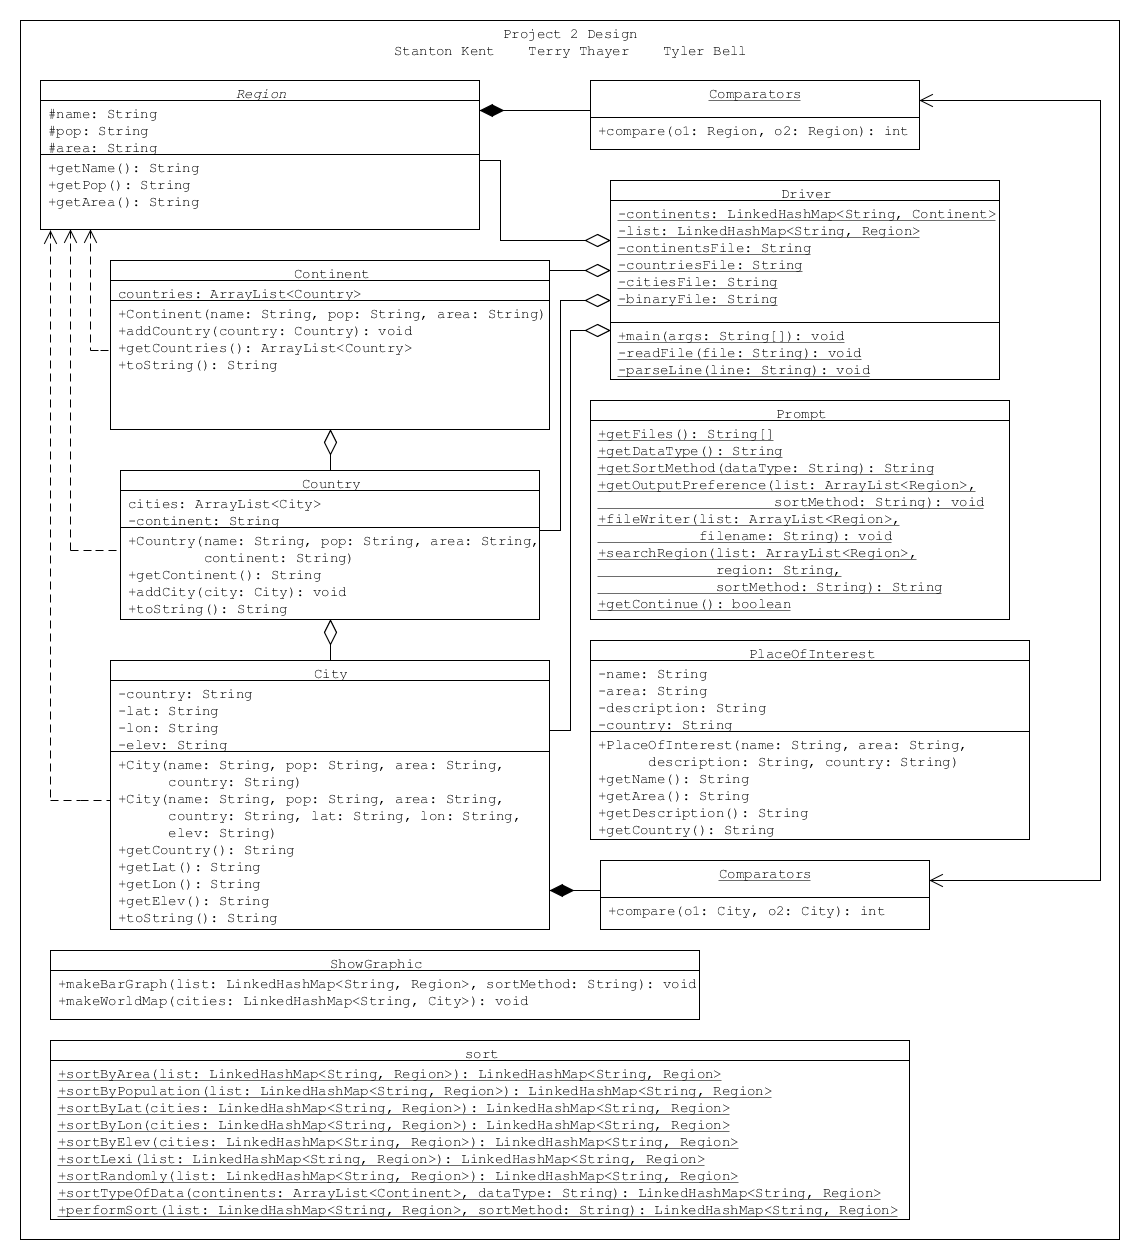 Project 2 Design
Stanton Kent    Terry Thayer    Tyler Bell
Region
#name: String
#pop: String
#area: String
+getName(): String
+getPop(): String
+getArea(): String
Comparators
+compare(o1: Region, o2: Region): int
Driver
-continents: LinkedHashMap<String, Continent>
-list: LinkedHashMap<String, Region>
-continentsFile: String
-countriesFile: String
-citiesFile: String
-binaryFile: String
+main(args: String[]): void
-readFile(file: String): void
-parseLine(line: String): void
Continent
countries: ArrayList<Country>
+Continent(name: String, pop: String, area: String)
+addCountry(country: Country): void
+getCountries(): ArrayList<Country>
+toString(): String
Prompt
+getFiles(): String[]
+getDataType(): String
+getSortMethod(dataType: String): String
+getOutputPreference(list: ArrayList<Region>,
sortMethod: String): void
+fileWriter(list: ArrayList<Region>,
filename: String): void
+searchRegion(list: ArrayList<Region>,
region: String,
sortMethod: String): String
+getContinue(): boolean
Country
cities: ArrayList<City>
-continent: String
+Country(name: String, pop: String, area: String,
continent: String)
+getContinent(): String
+addCity(city: City): void
+toString(): String
PlaceOfInterest
-name: String
-area: String
-description: String
-country: String
+PlaceOfInterest(name: String, area: String,
description: String, country: String)
+getName(): String
+getArea(): String
+getDescription(): String
+getCountry(): String
City
-country: String
-lat: String
-lon: String
-elev: String
+City(name: String, pop: String, area: String,
country: String)
+City(name: String, pop: String, area: String,
country: String, lat: String, lon: String,
elev: String)
+getCountry(): String
+getLat(): String
+getLon(): String
+getElev(): String
+toString(): String
Comparators
+compare(o1: City, o2: City): int
ShowGraphic
+makeBarGraph(list: LinkedHashMap<String, Region>, sortMethod: String): void
+makeWorldMap(cities: LinkedHashMap<String, City>): void
sort
+sortByArea(list: LinkedHashMap<String, Region>): LinkedHashMap<String, Region>
+sortByPopulation(list: LinkedHashMap<String, Region>): LinkedHashMap<String, Region>
+sortByLat(cities: LinkedHashMap<String, Region>): LinkedHashMap<String, Region>
+sortByLon(cities: LinkedHashMap<String, Region>): LinkedHashMap<String, Region>
+sortByElev(cities: LinkedHashMap<String, Region>): LinkedHashMap<String, Region>
+sortLexi(list: LinkedHashMap<String, Region>): LinkedHashMap<String, Region>
+sortRandomly(list: LinkedHashMap<String, Region>): LinkedHashMap<String, Region>
+sortTypeOfData(continents: ArrayList<Continent>, dataType: String): LinkedHashMap<String, Region>
+performSort(list: LinkedHashMap<String, Region>, sortMethod: String): LinkedHashMap<String, Region>